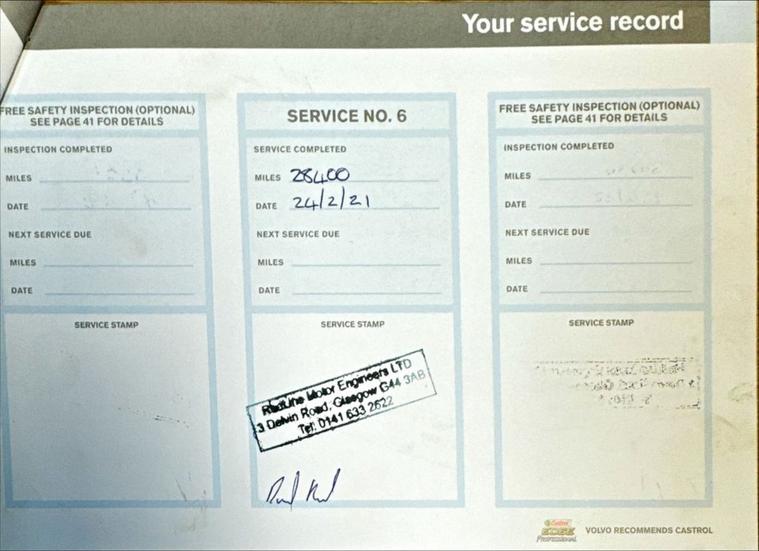 Your service record
FREE SAFETY INSPECTION (OPTIONAL)
SEE PAGE 41 FOR DETAILS
INSPECTION COMPLETED
MILES
DATE
NEXT SERVICE DUE
MILES
DATE
SERVICE STAMP
SERVICE NO. 6
SERVICE COMPLETED
MILES 28400
DATE 24/2/21
NEXT SERVICE DUE
MILES
DATE
SERVICE STAMP
RedLine Motor Engineers LTD
3 Delvin Road, Glasgow G44 3AB
Tel: 0141 633 2622
FREE SAFETY INSPECTION (OPTIONAL)
SEE PAGE 41 FOR DETAILS
INSPECTION COMPLETED
MILES
DATE
NEXT SERVICE DUE
MILES
DATE
SERVICE STAMP
Castrol
EDGE
Professional
VOLVO RECOMMENDS CASTROL